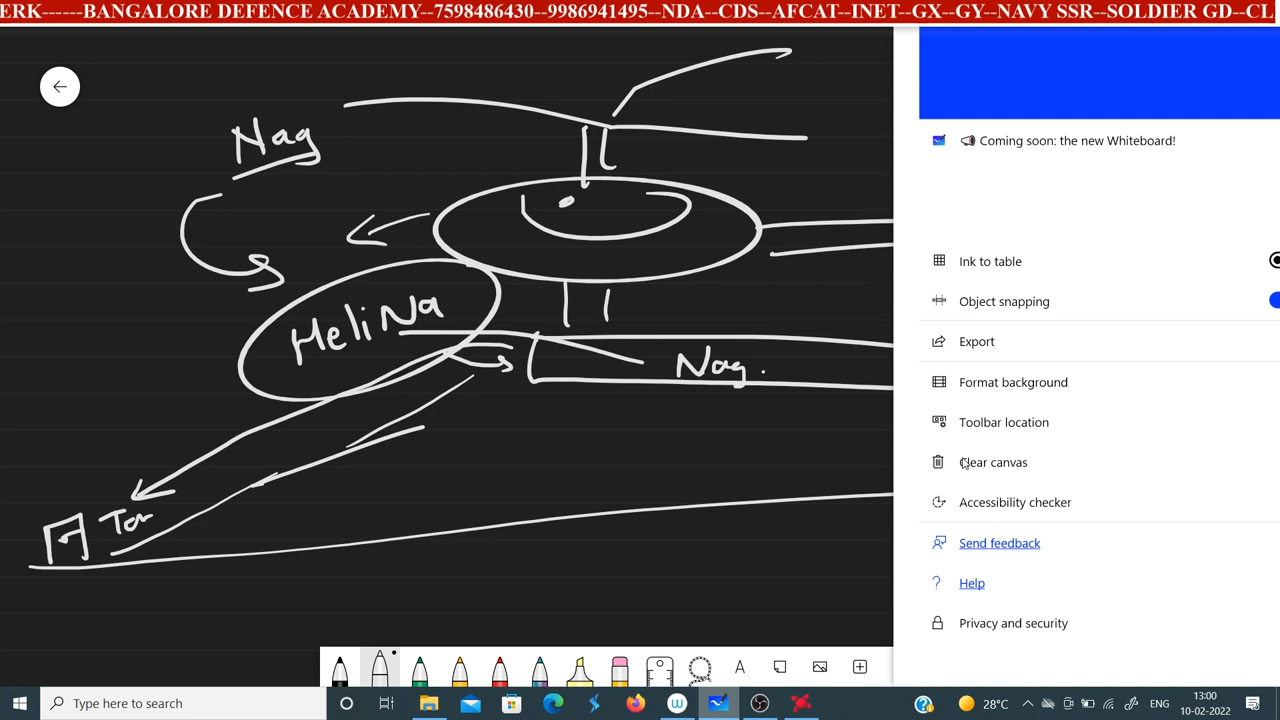 ERK------BANGALORE DEFENCE ACADEMY--7598486430--9986941495--NDA--CDS--AFCAT--INET--GX--GY--NAVY SSR--SOLDIER GD--CL
Nag
HeliNa
Nag.
Coming soon: the new Whiteboard!
Ink to table
Object snapping
Export
Format background
Toolbar location
Clear canvas
Accessibility checker
Send feedback
? Help
Privacy and security
A
Type here to search
28°C
ENG
13:00
10-02-2022